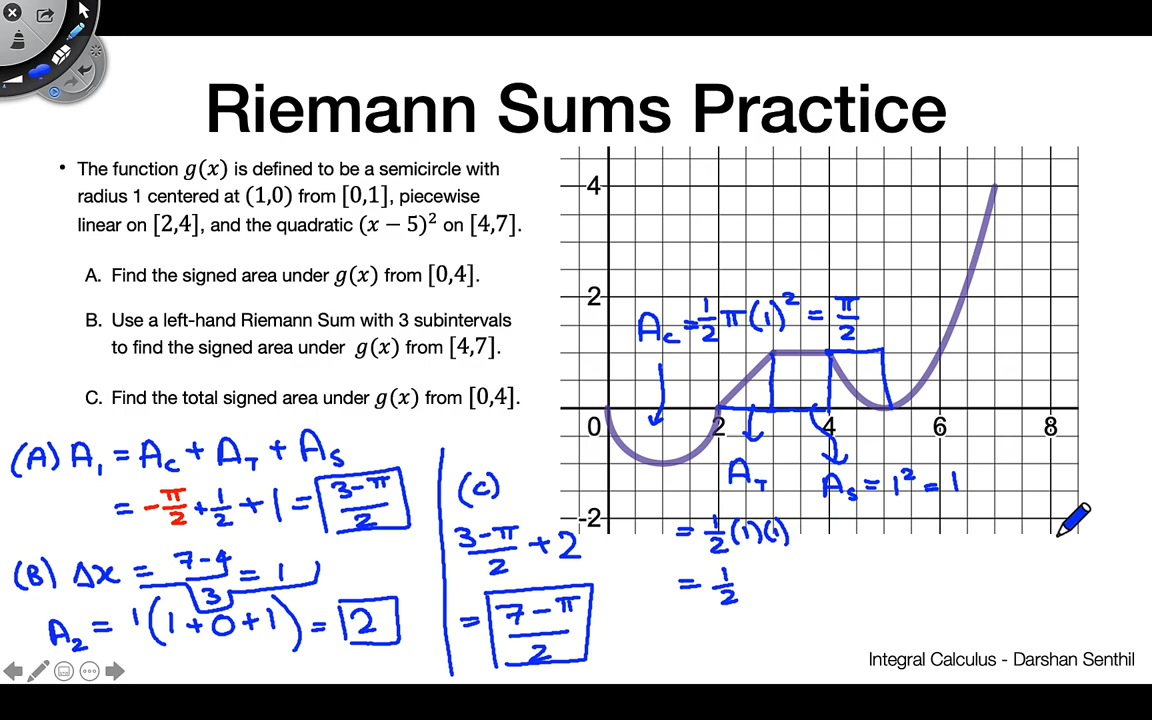 Riemann Sums Practice
• The function g(x) is defined to be a semicircle with
radius 1 centered at (1,0) from [0,1], piecewise
linear on [2,4], and the quadratic (x − 5)² on [4,7].
A. Find the signed area under g(x) from [0,4].
B. Use a left-hand Riemann Sum with 3 subintervals
to find the signed area under g(x) from [4,7].
C. Find the total signed area under g(x) from [0,4].
(A) A₁ = A_C + A_T + A_S
= -π/2 + 1/2 + 1 = (3-π)/2
(B) Δx = (7-4)/3 = 1
A₂ = 1(1+0+1) = 2
(C)
(3-π)/2 + 2
= (7-π)/2
4
2
A_C = 1/2 π(1)² = π/2
0 2 4 6 8
A_T
A_S = 1² = 1
-2
= 1/2 (1)(1)
= 1/2
Integral Calculus - Darshan Senthil